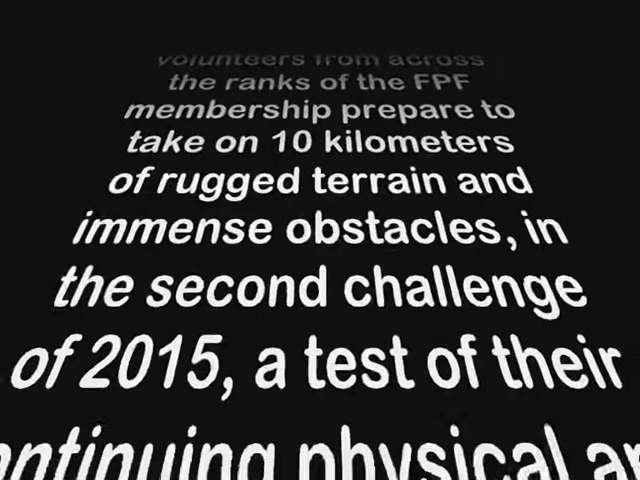 volunteers from across
the ranks of the FPF
membership prepare to
take on 10 kilometers
of rugged terrain and
immense obstacles, in
the second challenge
of 2015, a test of their
physical